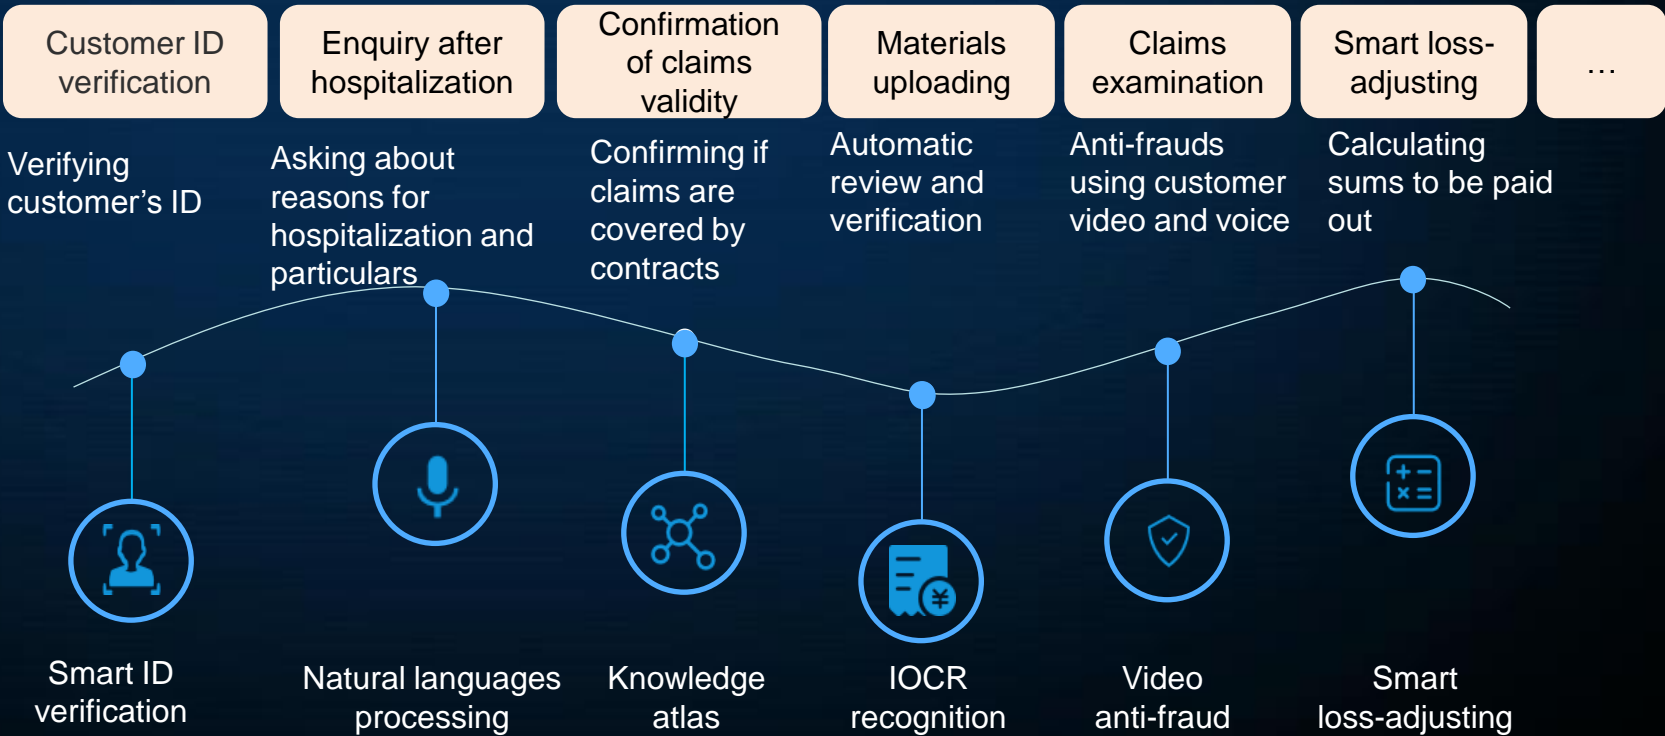 Customer ID
verification
Enquiry after
hospitalization
Confirmation
of claims
validity
Materials
uploading
Claims
examination
Smart loss-
adjusting
…
Verifying
customer’s ID
Asking about
reasons for
hospitalization and
particulars
Confirming if
claims are
covered by
contracts
Automatic
review and
verification
Anti-frauds
using customer
video and voice
Calculating
sums to be paid
out
¥
Smart ID
verification
Natural languages
processing
Knowledge
atlas
IOCR
recognition
Video
anti-fraud
Smart
loss-adjusting